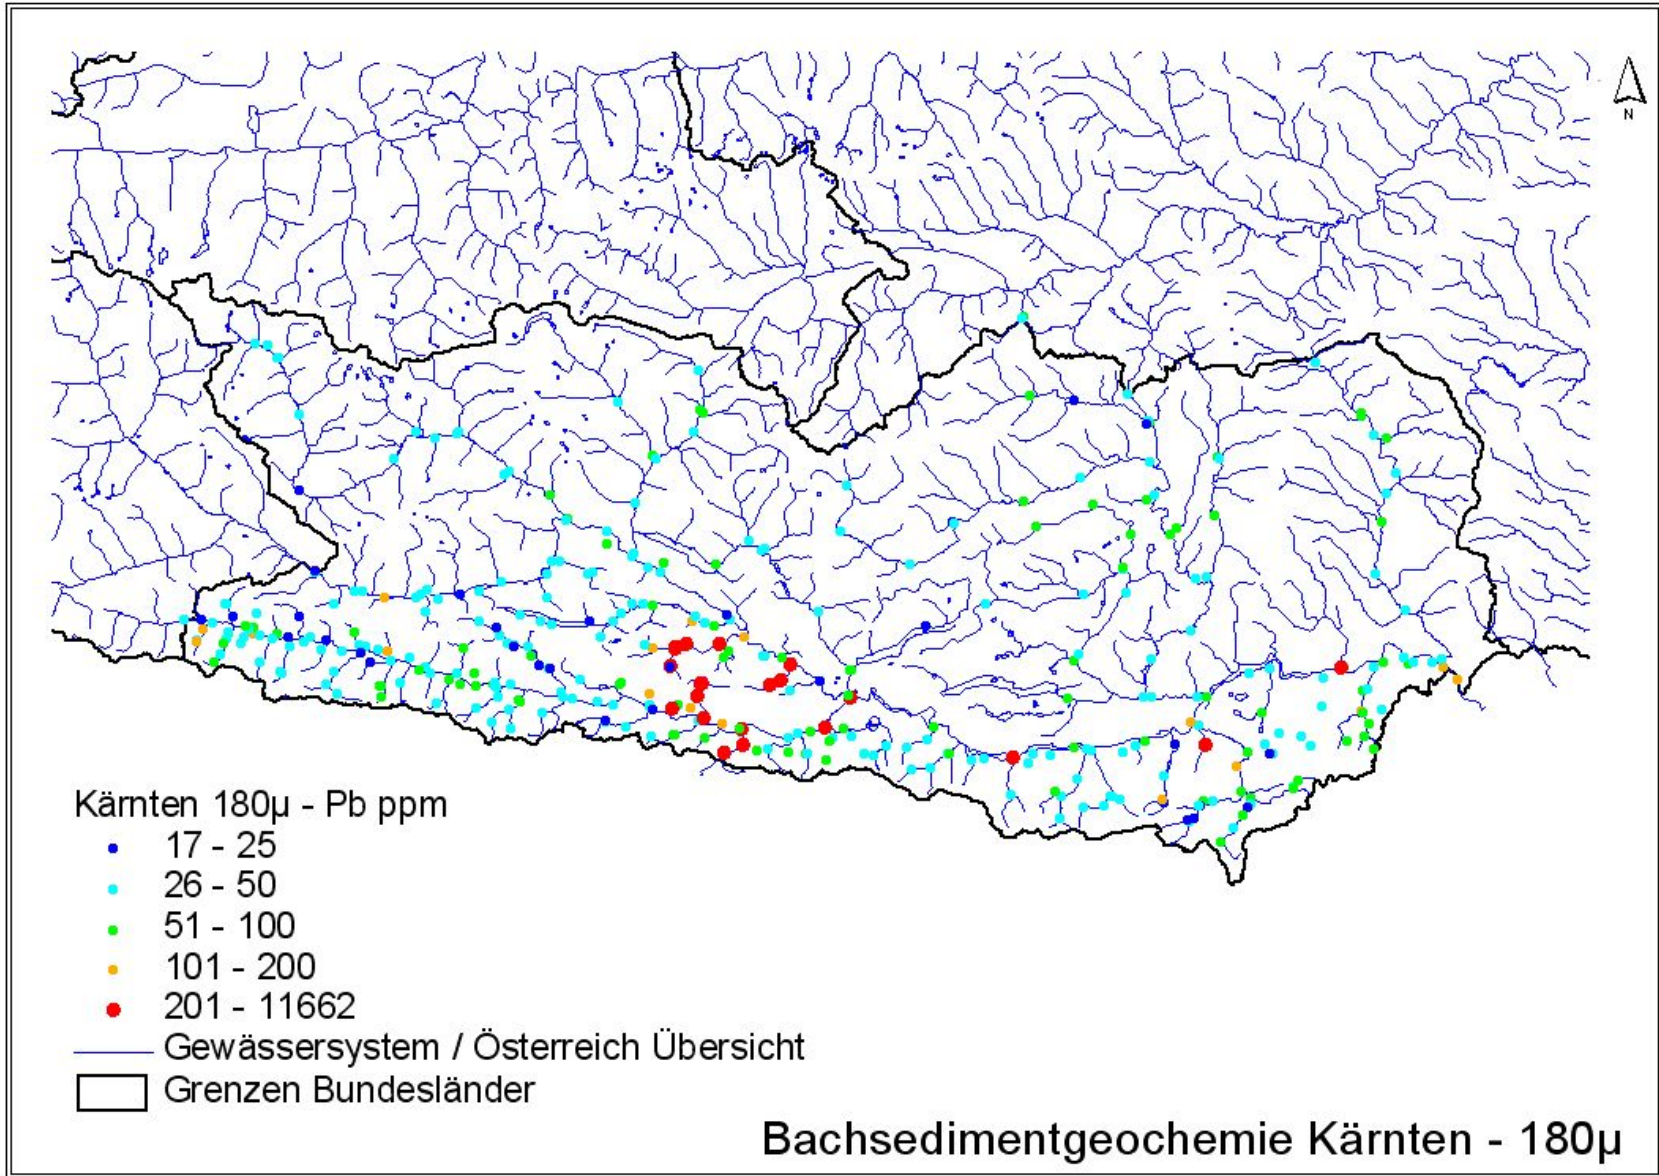 N
Kärnten 180µ - Pb ppm
17 - 25
26 - 50
51 - 100
101 - 200
201 - 11662
Gewässersystem / Österreich Übersicht
Grenzen Bundesländer
Bachsedimentgeochemie Kärnten - 180µ